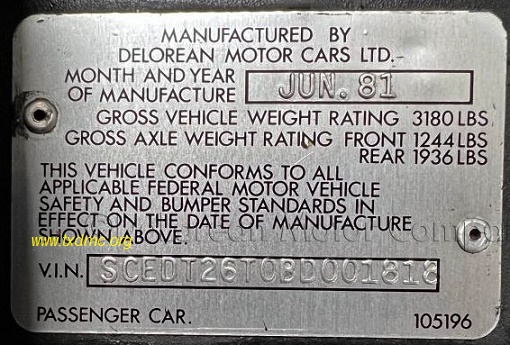 MANUFACTURED BY
DELOREAN MOTOR CARS LTD.
MONTH AND YEAR
OF MANUFACTURE JUN. 81
GROSS VEHICLE WEIGHT RATING 3180 LBS
GROSS AXLE WEIGHT RATING FRONT 1244 LBS
REAR 1936 LBS
THIS VEHICLE CONFORMS TO ALL
APPLICABLE FEDERAL MOTOR VEHICLE
SAFETY AND BUMPER STANDARDS IN
EFFECT ON THE DATE OF MANUFACTURE
SHOWN ABOVE.
www.txdmc.org
Motor
V.I.N. SCEDT26T0BD001818
PASSENGER CAR. 105196